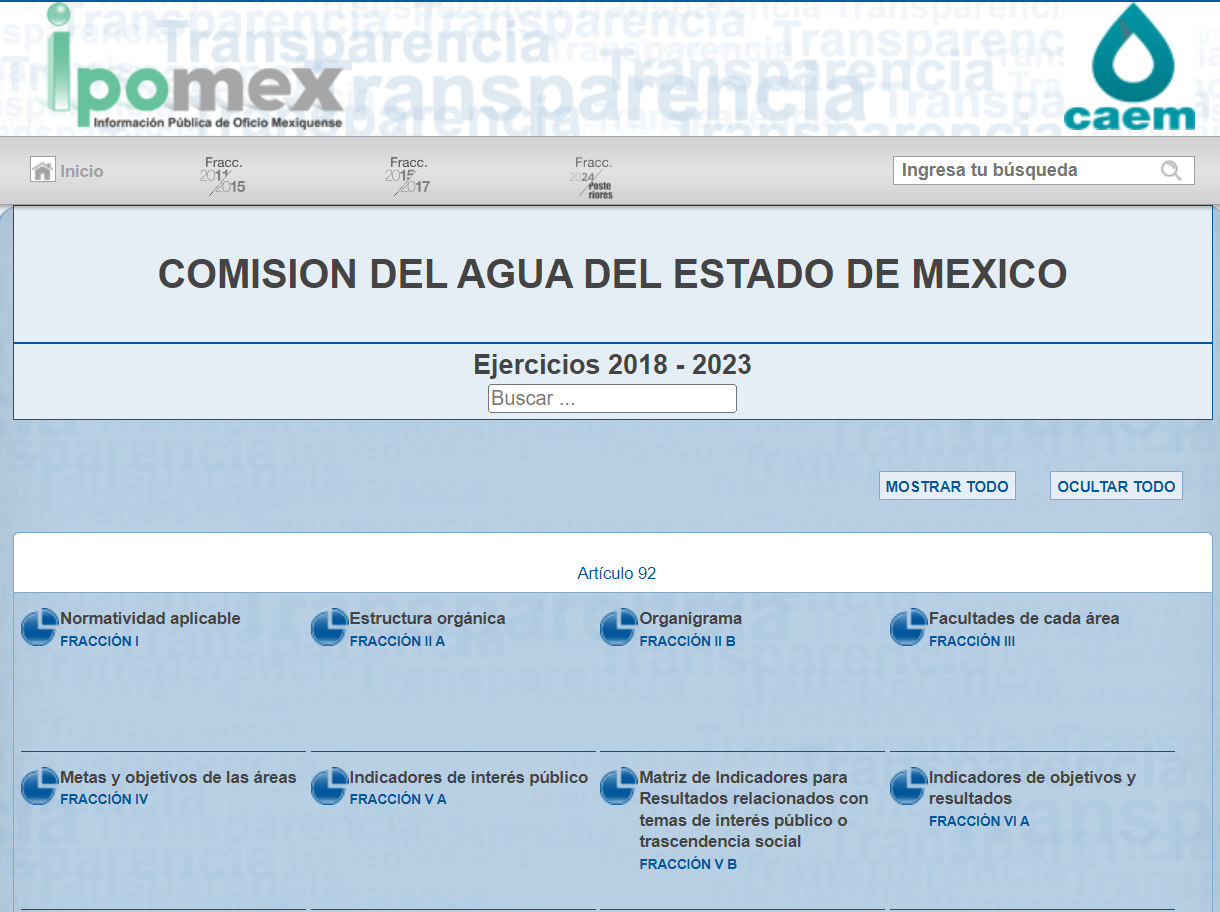 ipomex
Información Pública de Oficio Mexiquense
caem
Inicio
Fracc.
2011
2015
Fracc.
2015
2017
Fracc.
2024
Poste
riores
Ingresa tu búsqueda
COMISION DEL AGUA DEL ESTADO DE MEXICO
Ejercicios 2018 - 2023
Buscar ...
MOSTRAR TODO
OCULTAR TODO
Artículo 92
Normatividad aplicable
FRACCIÓN I
Estructura orgánica
FRACCIÓN II A
Organigrama
FRACCIÓN II B
Facultades de cada área
FRACCIÓN III
Metas y objetivos de las áreas
FRACCIÓN IV
Indicadores de interés público
FRACCIÓN V A
Matriz de Indicadores para
Resultados relacionados con
temas de interés público o
trascendencia social
FRACCIÓN V B
Indicadores de objetivos y
resultados
FRACCIÓN VI A